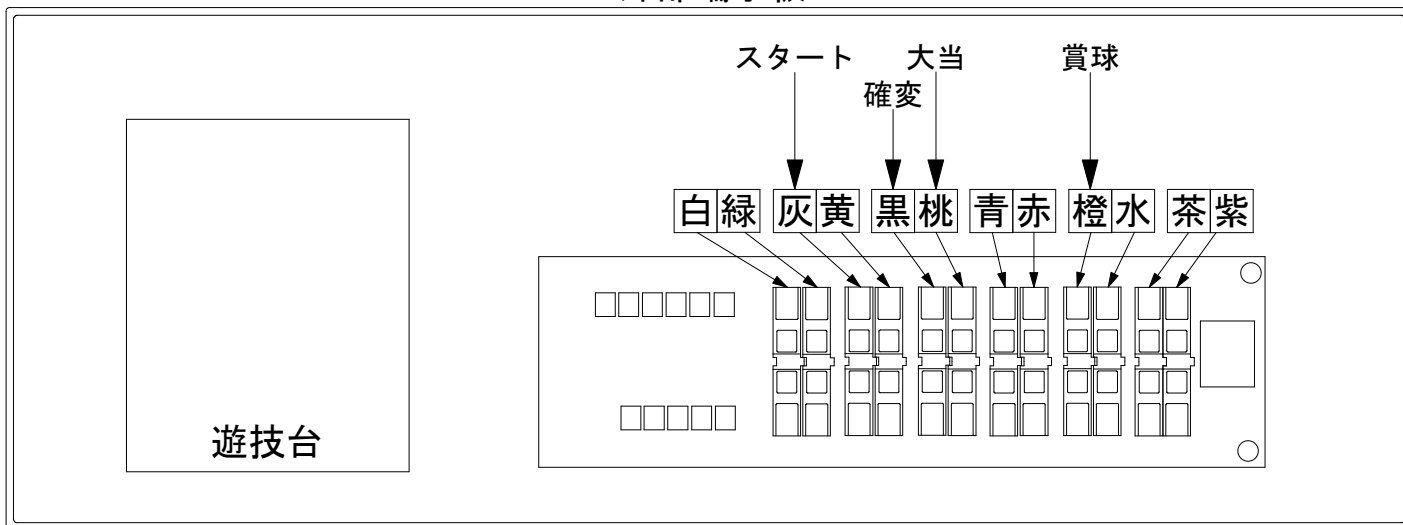 スタート
大当
賞球
確変
白緑 灰黄 黒桃 青赤 橙水 茶紫
遊技台